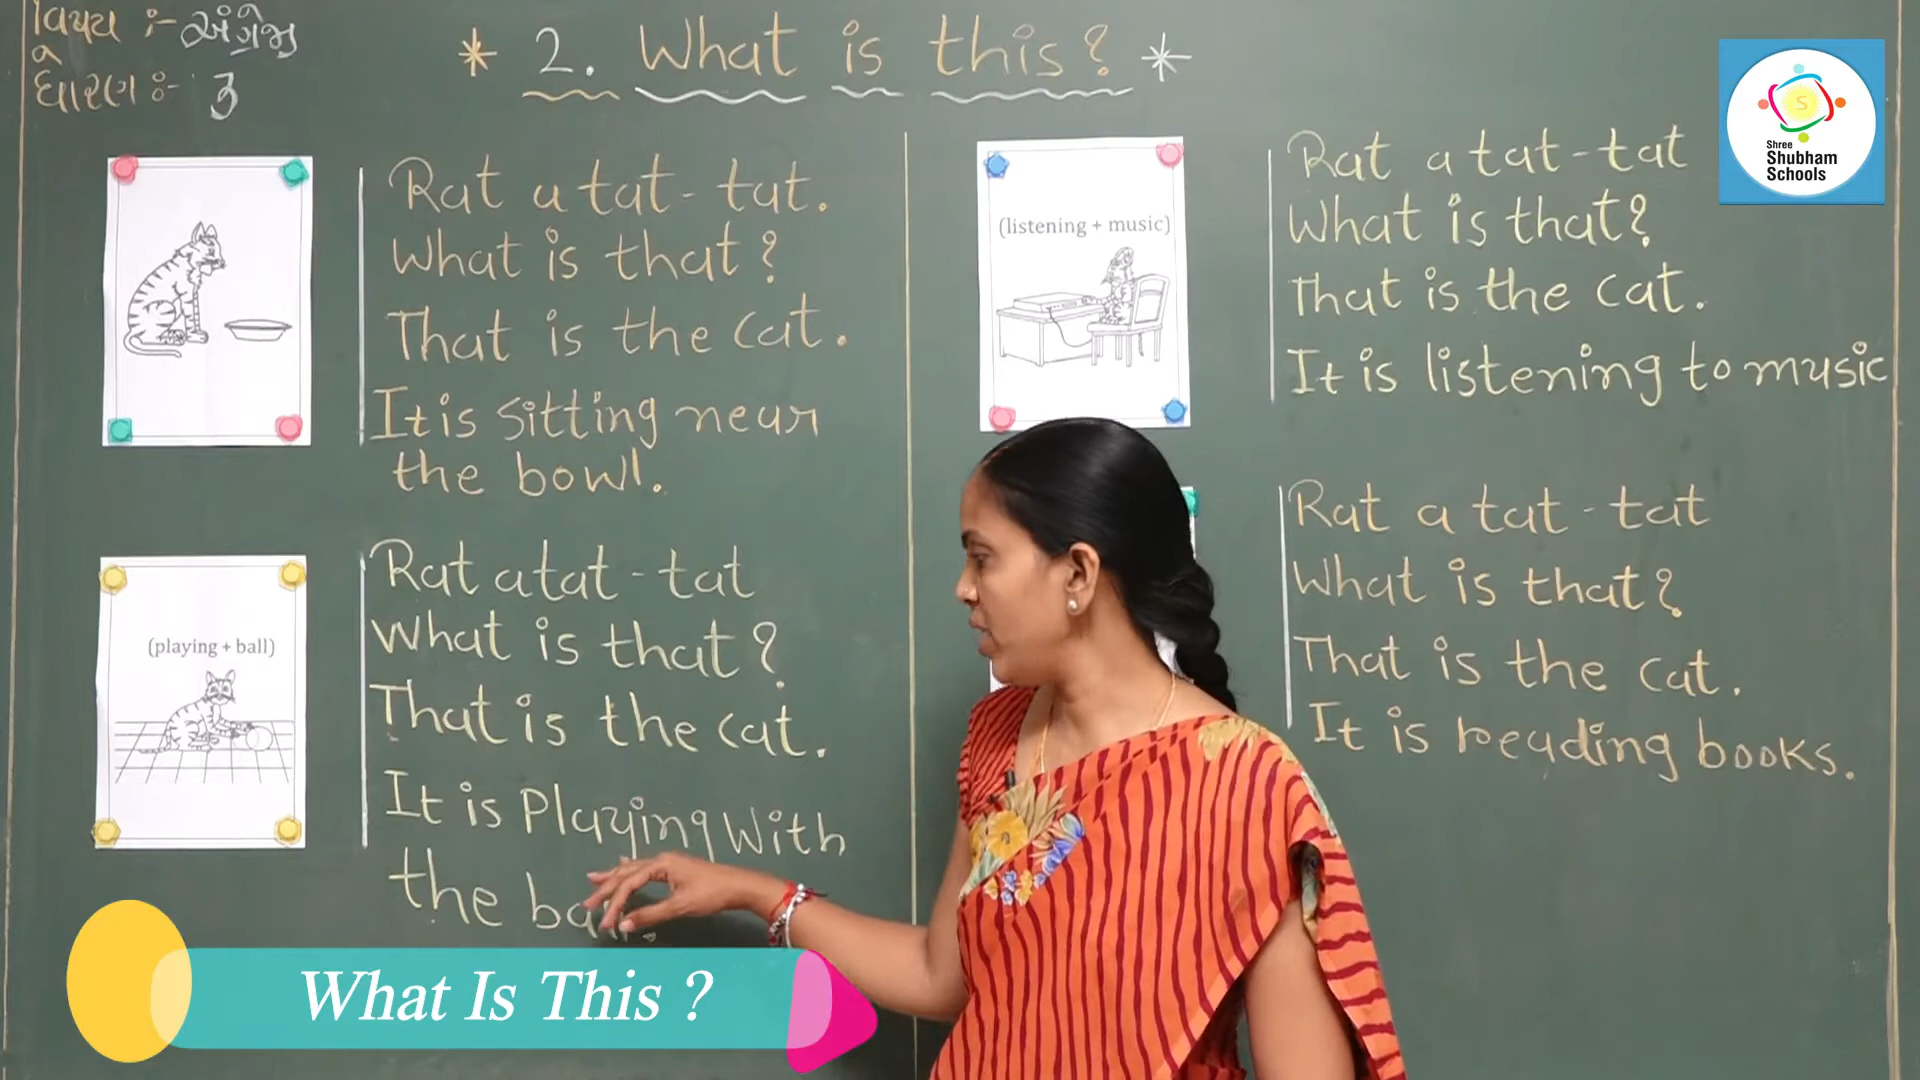 વિષય :- અંગ્રેજી
ધોરણ :- 3
* 2. What is this? *
Rat a tat - tat.
What is that?
That is the cat.
It is sitting near
the bowl.
(playing + ball)
Rat a tat - tat
What is that?
That is the cat.
It is Playing With
the
(listening + music)
Rat a tat - tat
What is that?
That is the cat.
It is listening to music
Rat a tat - tat
What is that?
That is the cat.
It is reading books.
Shree
Shubham
Schools
What Is This ?